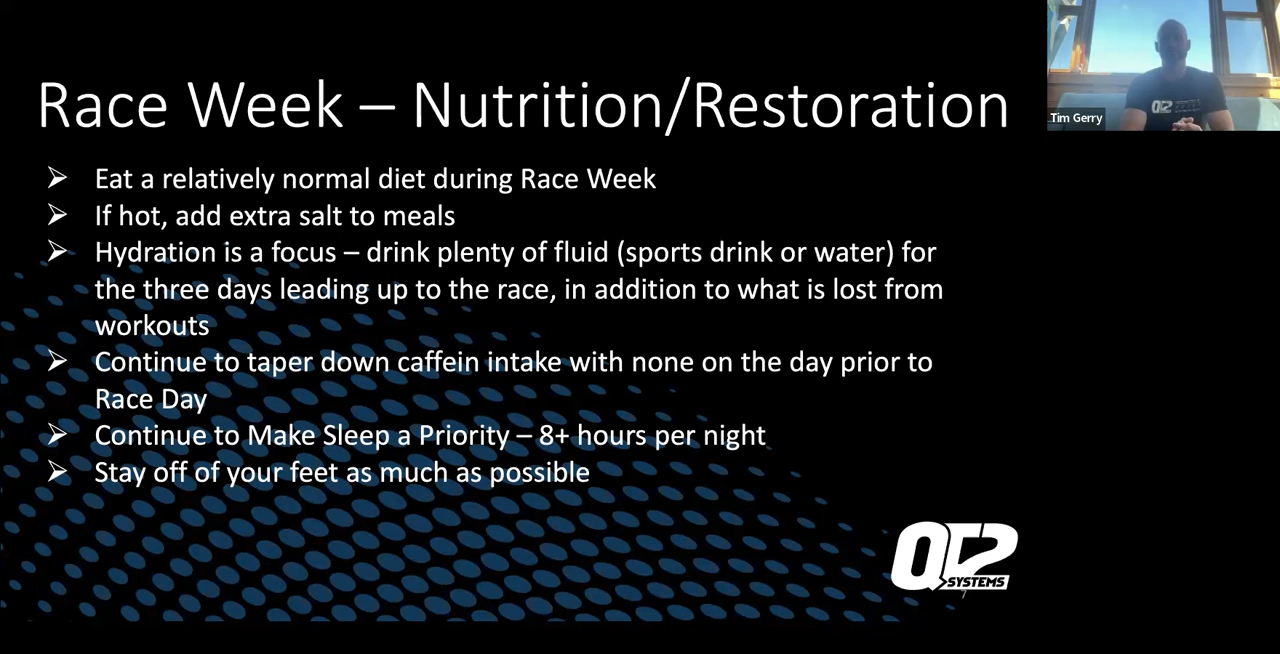 Race Week – Nutrition/Restoration
Tim Gerry
QT2
➢ Eat a relatively normal diet during Race Week
➢ If hot, add extra salt to meals
➢ Hydration is a focus – drink plenty of fluid (sports drink or water) for
the three days leading up to the race, in addition to what is lost from
workouts
➢ Continue to taper down caffein intake with none on the day prior to
Race Day
➢ Continue to Make Sleep a Priority – 8+ hours per night
➢ Stay off of your feet as much as possible
QT2
SYSTEMS
7